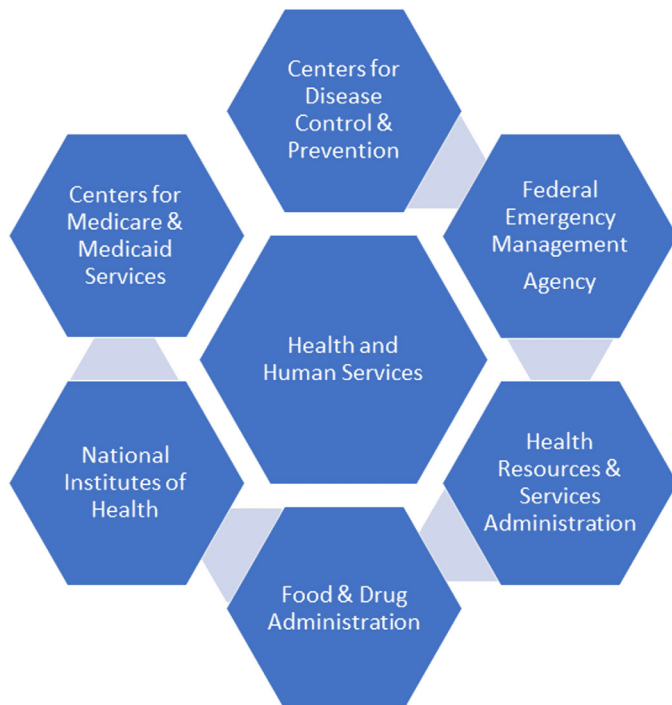 Centers for
Disease
Control &
Prevention
Federal
Emergency
Management
Agency
Health
Resources &
Services
Administration
Food & Drug
Administration
National
Institutes of
Health
Centers for
Medicare &
Medicaid
Services
Health and
Human Services